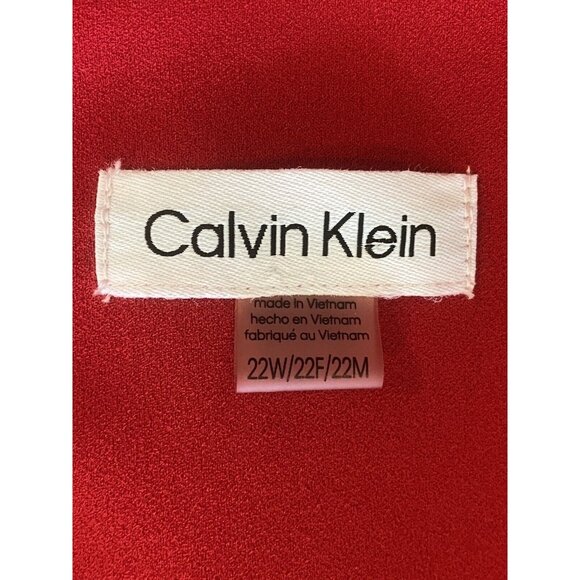 Calvin Klein
made in Vietnam
hecho en Vietnam
fabriqué au Vietnam
22W/22F/22M